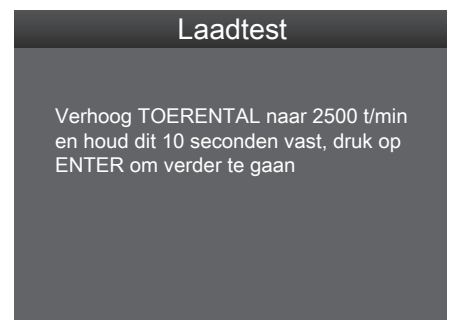 Laadtest
Verhoog TOERENTAL naar 2500 t/min
en houd dit 10 seconden vast, druk op
ENTER om verder te gaan